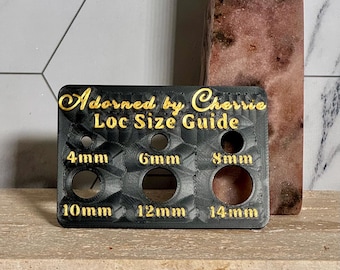 Adorned by Cherrie
Loc Size Guide
4mm 6mm 8mm
10mm 12mm 14mm